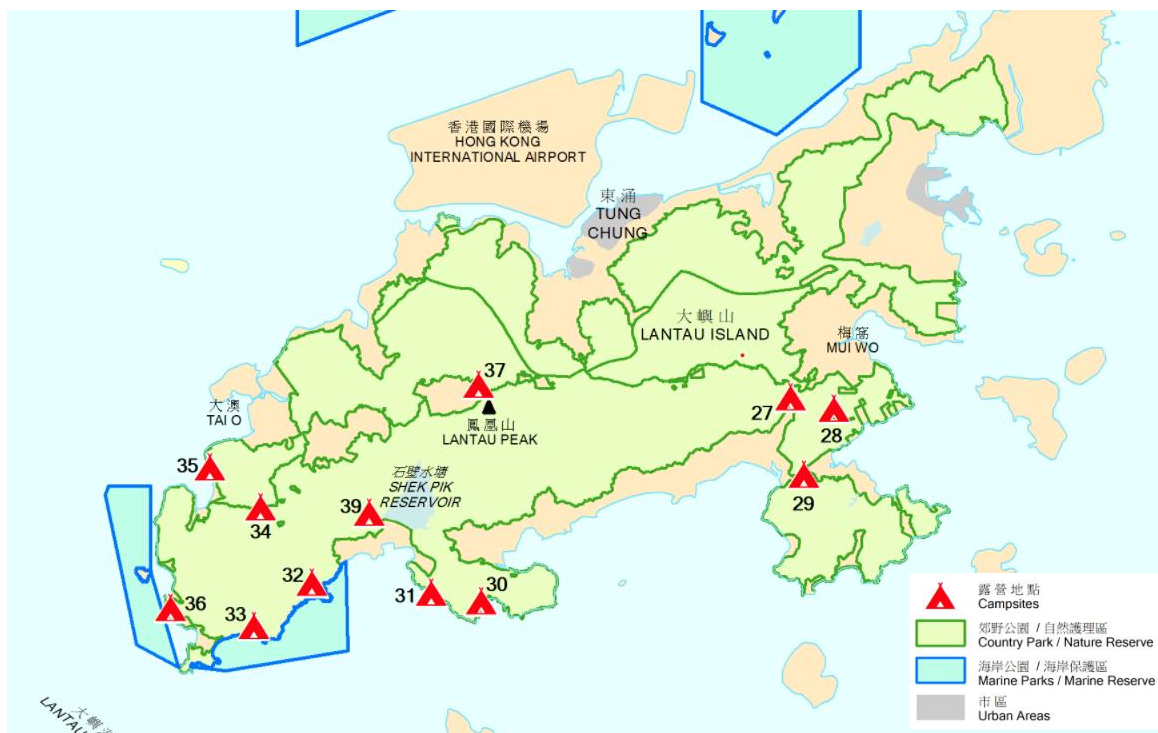 香港國際機場
HONG KONG
INTERNATIONAL AIRPORT
東涌
TUNG
CHUNG
大嶼山
LANTAU ISLAND
梅窩
MUI WO
37
鳳凰山
LANTAU PEAK
27
28
大澳
TAI O
35
石壁水塘
SHEK PIK
RESERVOIR
39
34
29
32
31
30
36
33
露營地點
Campsites
郊野公園 / 自然護理區
Country Park / Nature Reserve
海岸公園 / 海岸保護區
Marine Parks / Marine Reserve
市區
Urban Areas
大嶼
LANTAU